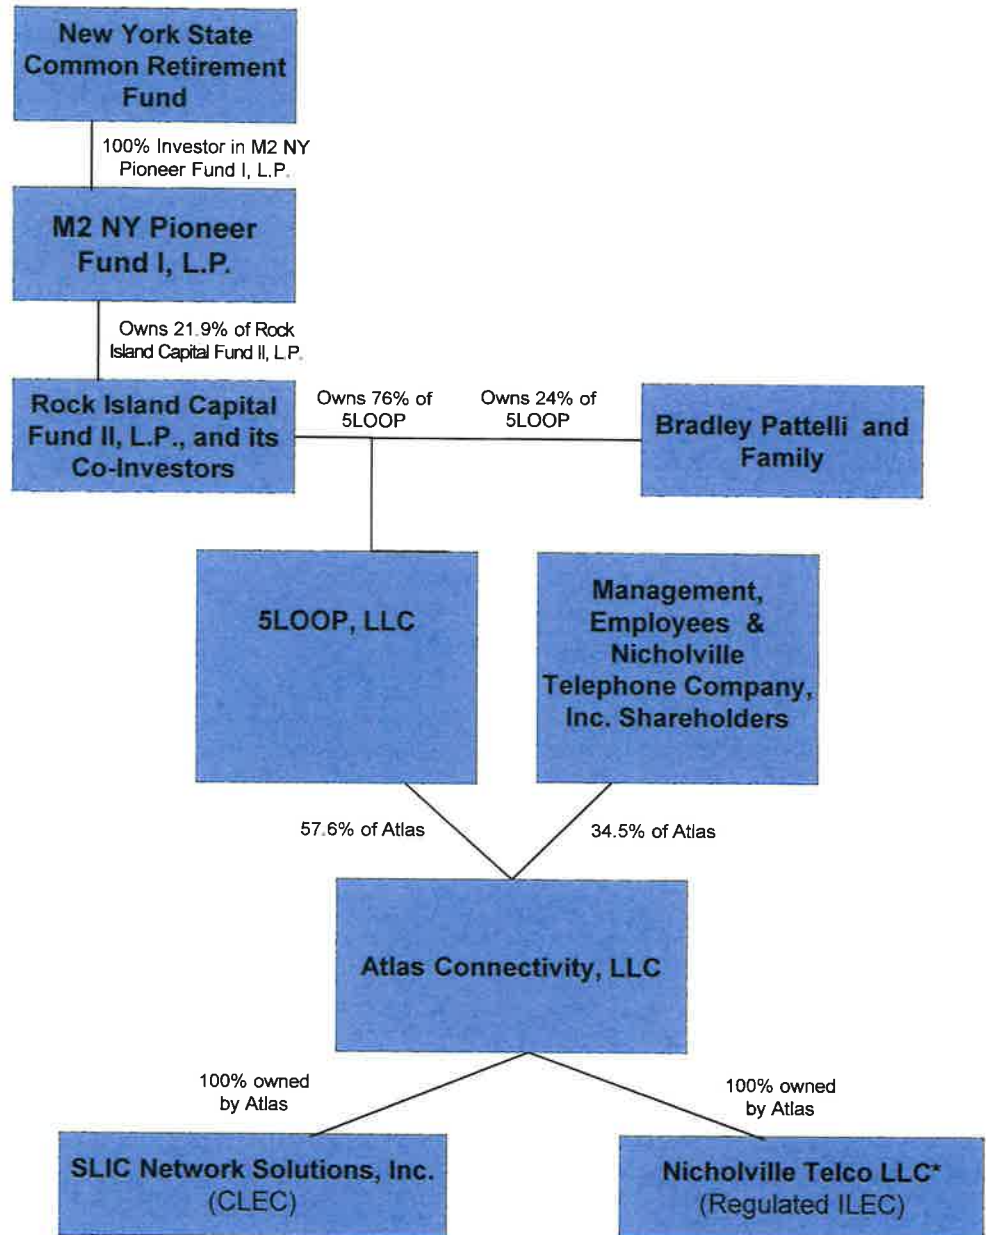 New York State
Common Retirement
Fund
100% Investor in M2 NY
Pioneer Fund I, L.P.
M2 NY Pioneer
Fund I, L.P.
Owns 21.9% of Rock
Island Capital Fund II, L.P.
Rock Island Capital
Fund II, L.P., and its
Co-Investors
Owns 76% of
5LOOP
Owns 24% of
5LOOP
Bradley Pattelli and
Family
5LOOP, LLC
Management,
Employees &
Nicholville
Telephone Company,
Inc. Shareholders
57.6% of Atlas
34.5% of Atlas
Atlas Connectivity, LLC
100% owned
by Atlas
100% owned
by Atlas
SLIC Network Solutions, Inc.
(CLEC)
Nicholville Telco LLC*
(Regulated ILEC)